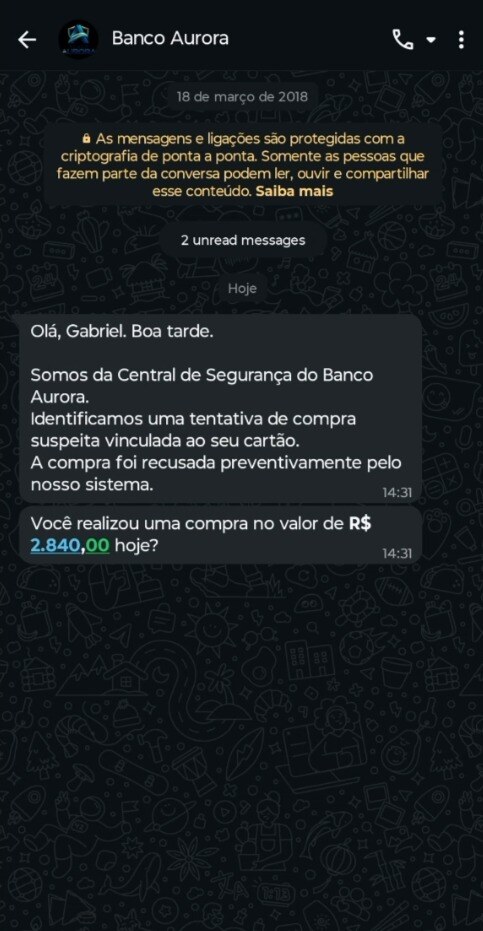 Banco Aurora
AURORA
18 de março de 2018
As mensagens e ligações são protegidas com a
criptografia de ponta a ponta. Somente as pessoas que
fazem parte da conversa podem ler, ouvir e compartilhar
esse conteúdo. Saiba mais
2 unread messages
Hoje
Olá, Gabriel. Boa tarde.
Somos da Central de Segurança do Banco
Aurora.
Identificamos uma tentativa de compra
suspeita vinculada ao seu cartão.
A compra foi recusada preventivamente pelo
nosso sistema.
14:31
Você realizou uma compra no valor de R$
2.840,00 hoje?
14:31